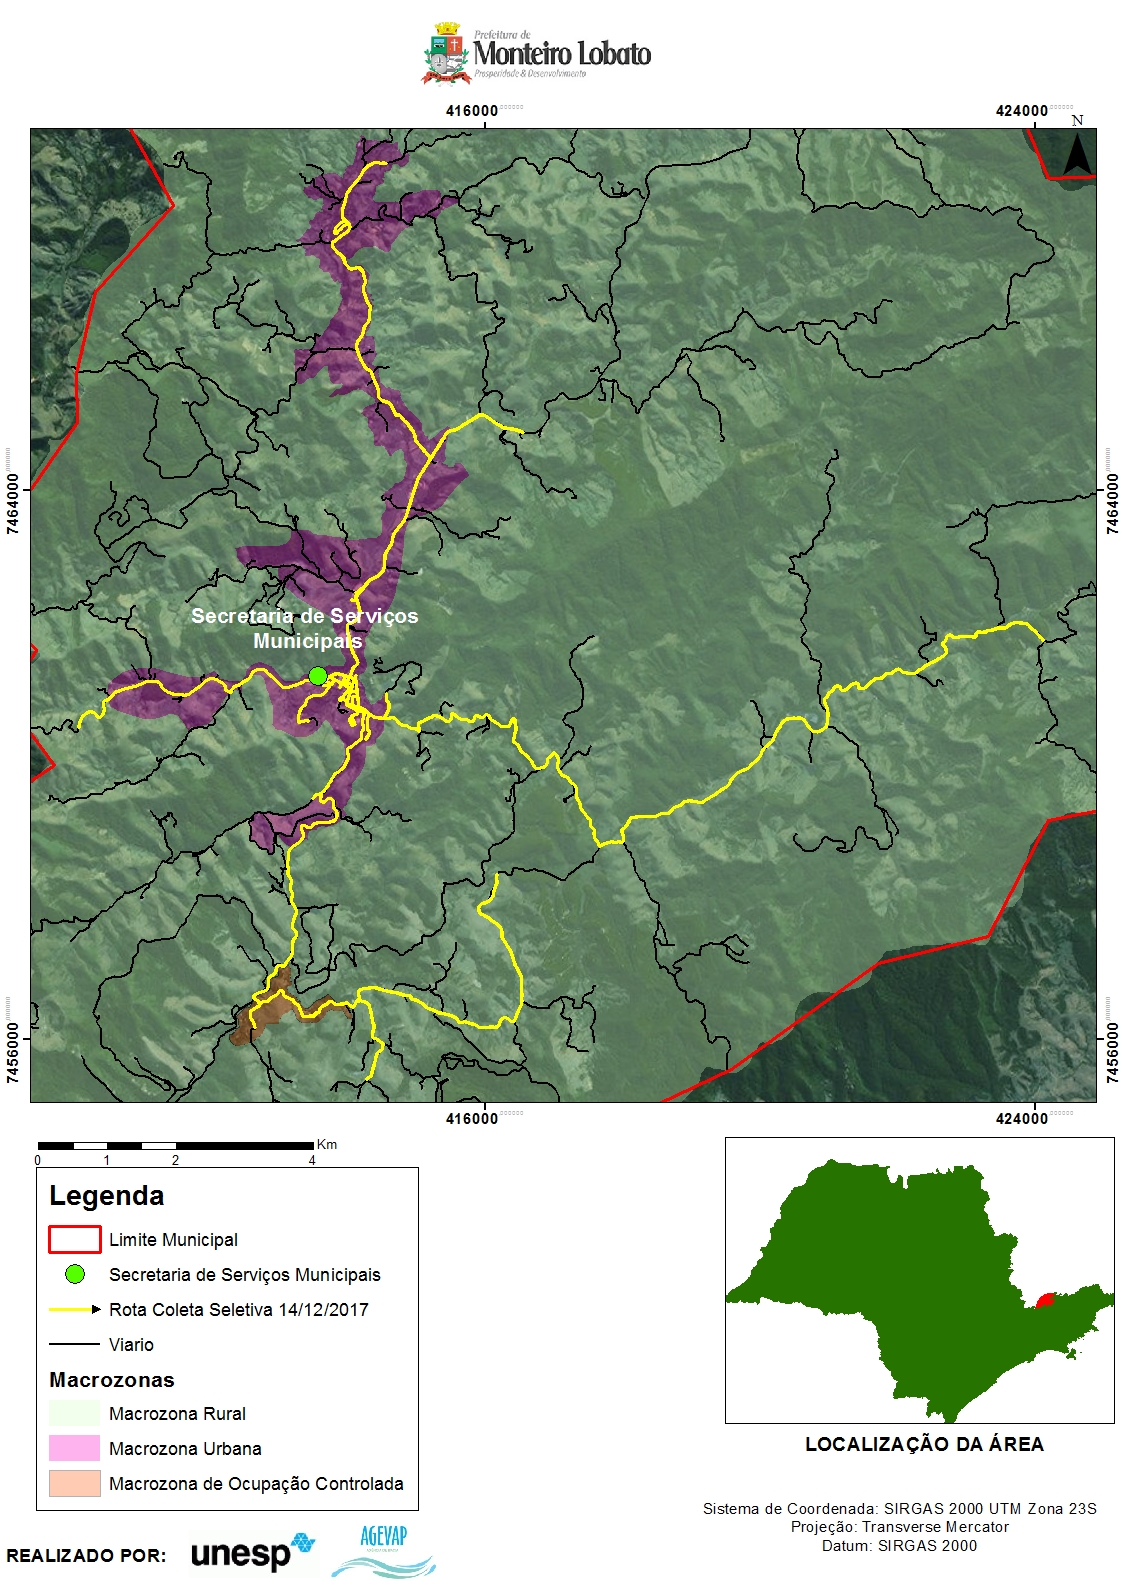 Prefeitura de
Monteiro Lobato
Prosperidade & Desenvolvimento
416000
424000
N
7464000
7464000
Secretaria de Serviços
Municipais
7456000
7456000
416000
424000
Km
0 1 2 4
Legenda
Limite Municipal
Secretaria de Serviços Municipais
Rota Coleta Seletiva 14/12/2017
Viario
Macrozonas
Macrozona Rural
Macrozona Urbana
Macrozona de Ocupação Controlada
LOCALIZAÇÃO DA ÁREA
Sistema de Coordenada: SIRGAS 2000 UTM Zona 23S
Projeção: Transverse Mercator
Datum: SIRGAS 2000
REALIZADO POR:
unesp
AGEVAP